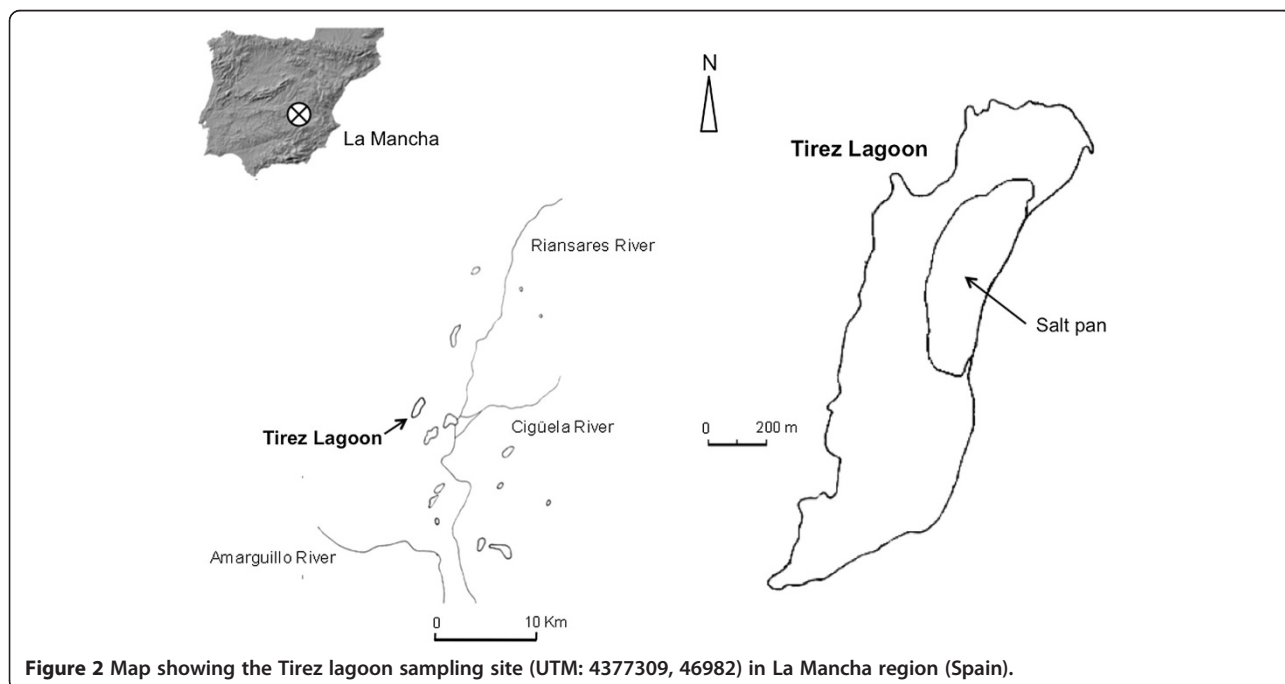 La Mancha
N
Tirez Lagoon
Riansares River
Salt pan
0 200 m
Tirez Lagoon
Cigüela River
Amarguillo River
0 10 Km
Figure 2 Map showing the Tirez lagoon sampling site (UTM: 4377309, 46982) in La Mancha region (Spain).